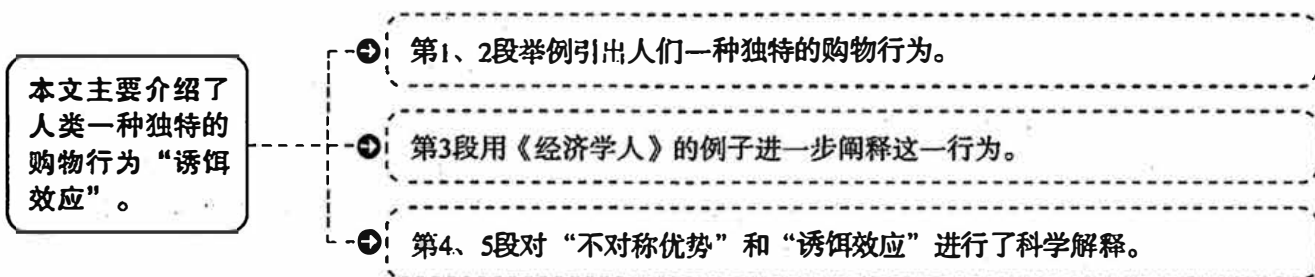 本文主要介绍了
人类一种独特的
购物行为“诱饵
效应”。
第1、2段举例引出人们一种独特的购物行为。
第3段用《经济学人》的例子进一步阐释这一行为。
第4、5段对“不对称优势”和“诱饵效应”进行了科学解释。